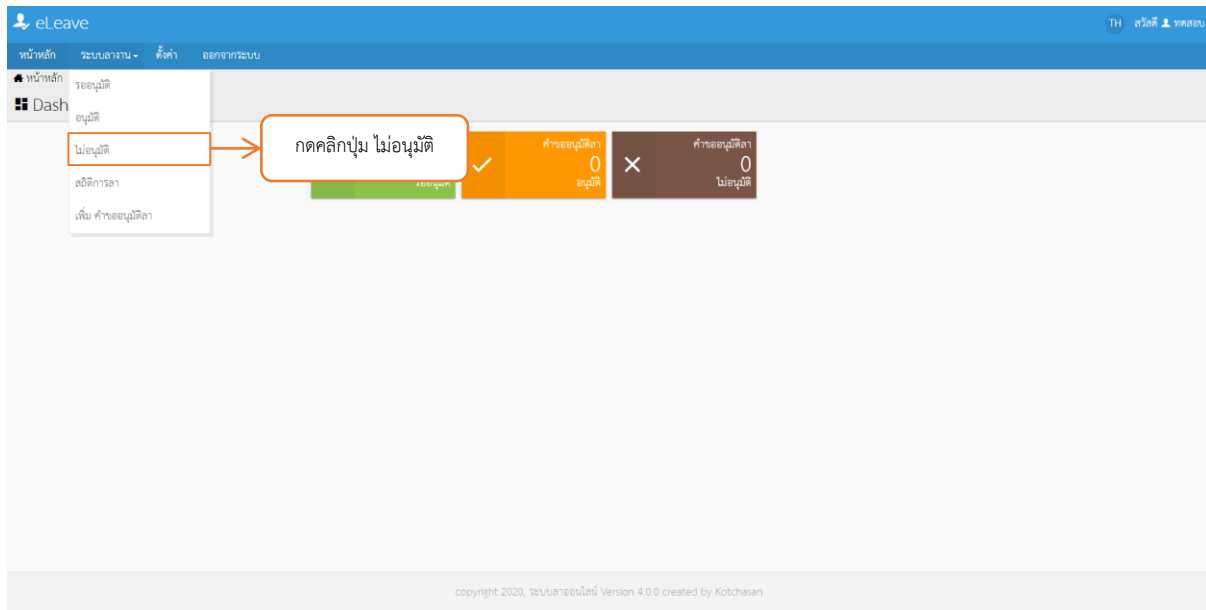 eLeave
TH สวัสดี ทดสอบ
หน้าหลัก ระบบลางาน ตั้งค่า ออกจากระบบ
หน้าหลัก
Dash
รออนุมัติ
อนุมัติ
ไม่อนุมัติ
สถิติการลา
เพิ่ม คำขออนุมัติลา
กดคลิกปุ่ม ไม่อนุมัติ
รออนุมัติ
คำขออนุมัติลา
0
อนุมัติ
คำขออนุมัติลา
0
ไม่อนุมัติ
copyright 2020, ระบบลาออนไลน์ Version 4.0.0 created by Kotchasan